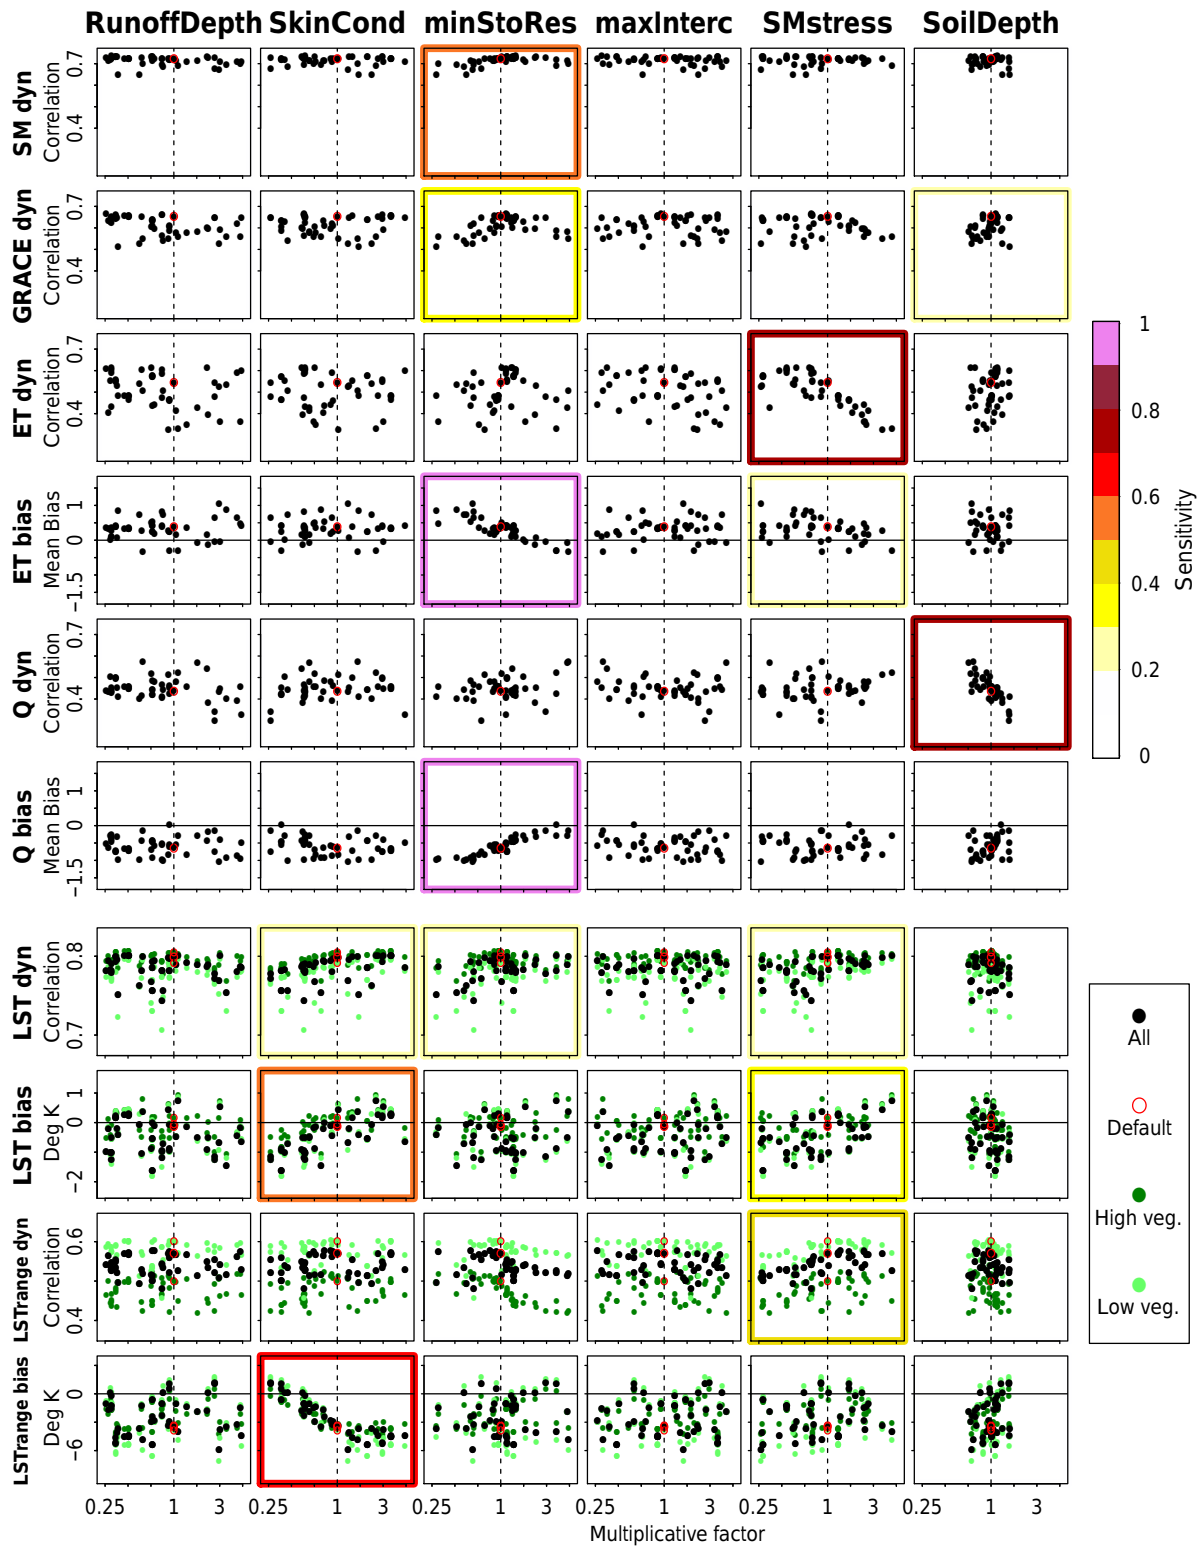 RunoffDepth SkinCond minStoRes maxInterc SMstress SoilDepth
SM dyn
Correlation
0.4 0.7
GRACE dyn
Correlation
0.4 0.7
ET dyn
Correlation
0.4 0.7
ET bias
Mean Bias
−1.5 0 1
Q dyn
Correlation
0.4 0.7
Q bias
Mean Bias
−1.5 0 1
LST dyn
Correlation
0.7 0.8
LST bias
Deg K
−2 0 1
LSTrange dyn
Correlation
0.4 0.6
LSTrange bias
Deg K
−6 0
0.25 1 3 0.25 1 3 0.25 1 3 0.25 1 3 0.25 1 3 0.25 1 3
Multiplicative factor
1
0.8
0.6
0.4
0.2
0
Sensitivity
All
Default
High veg.
Low veg.